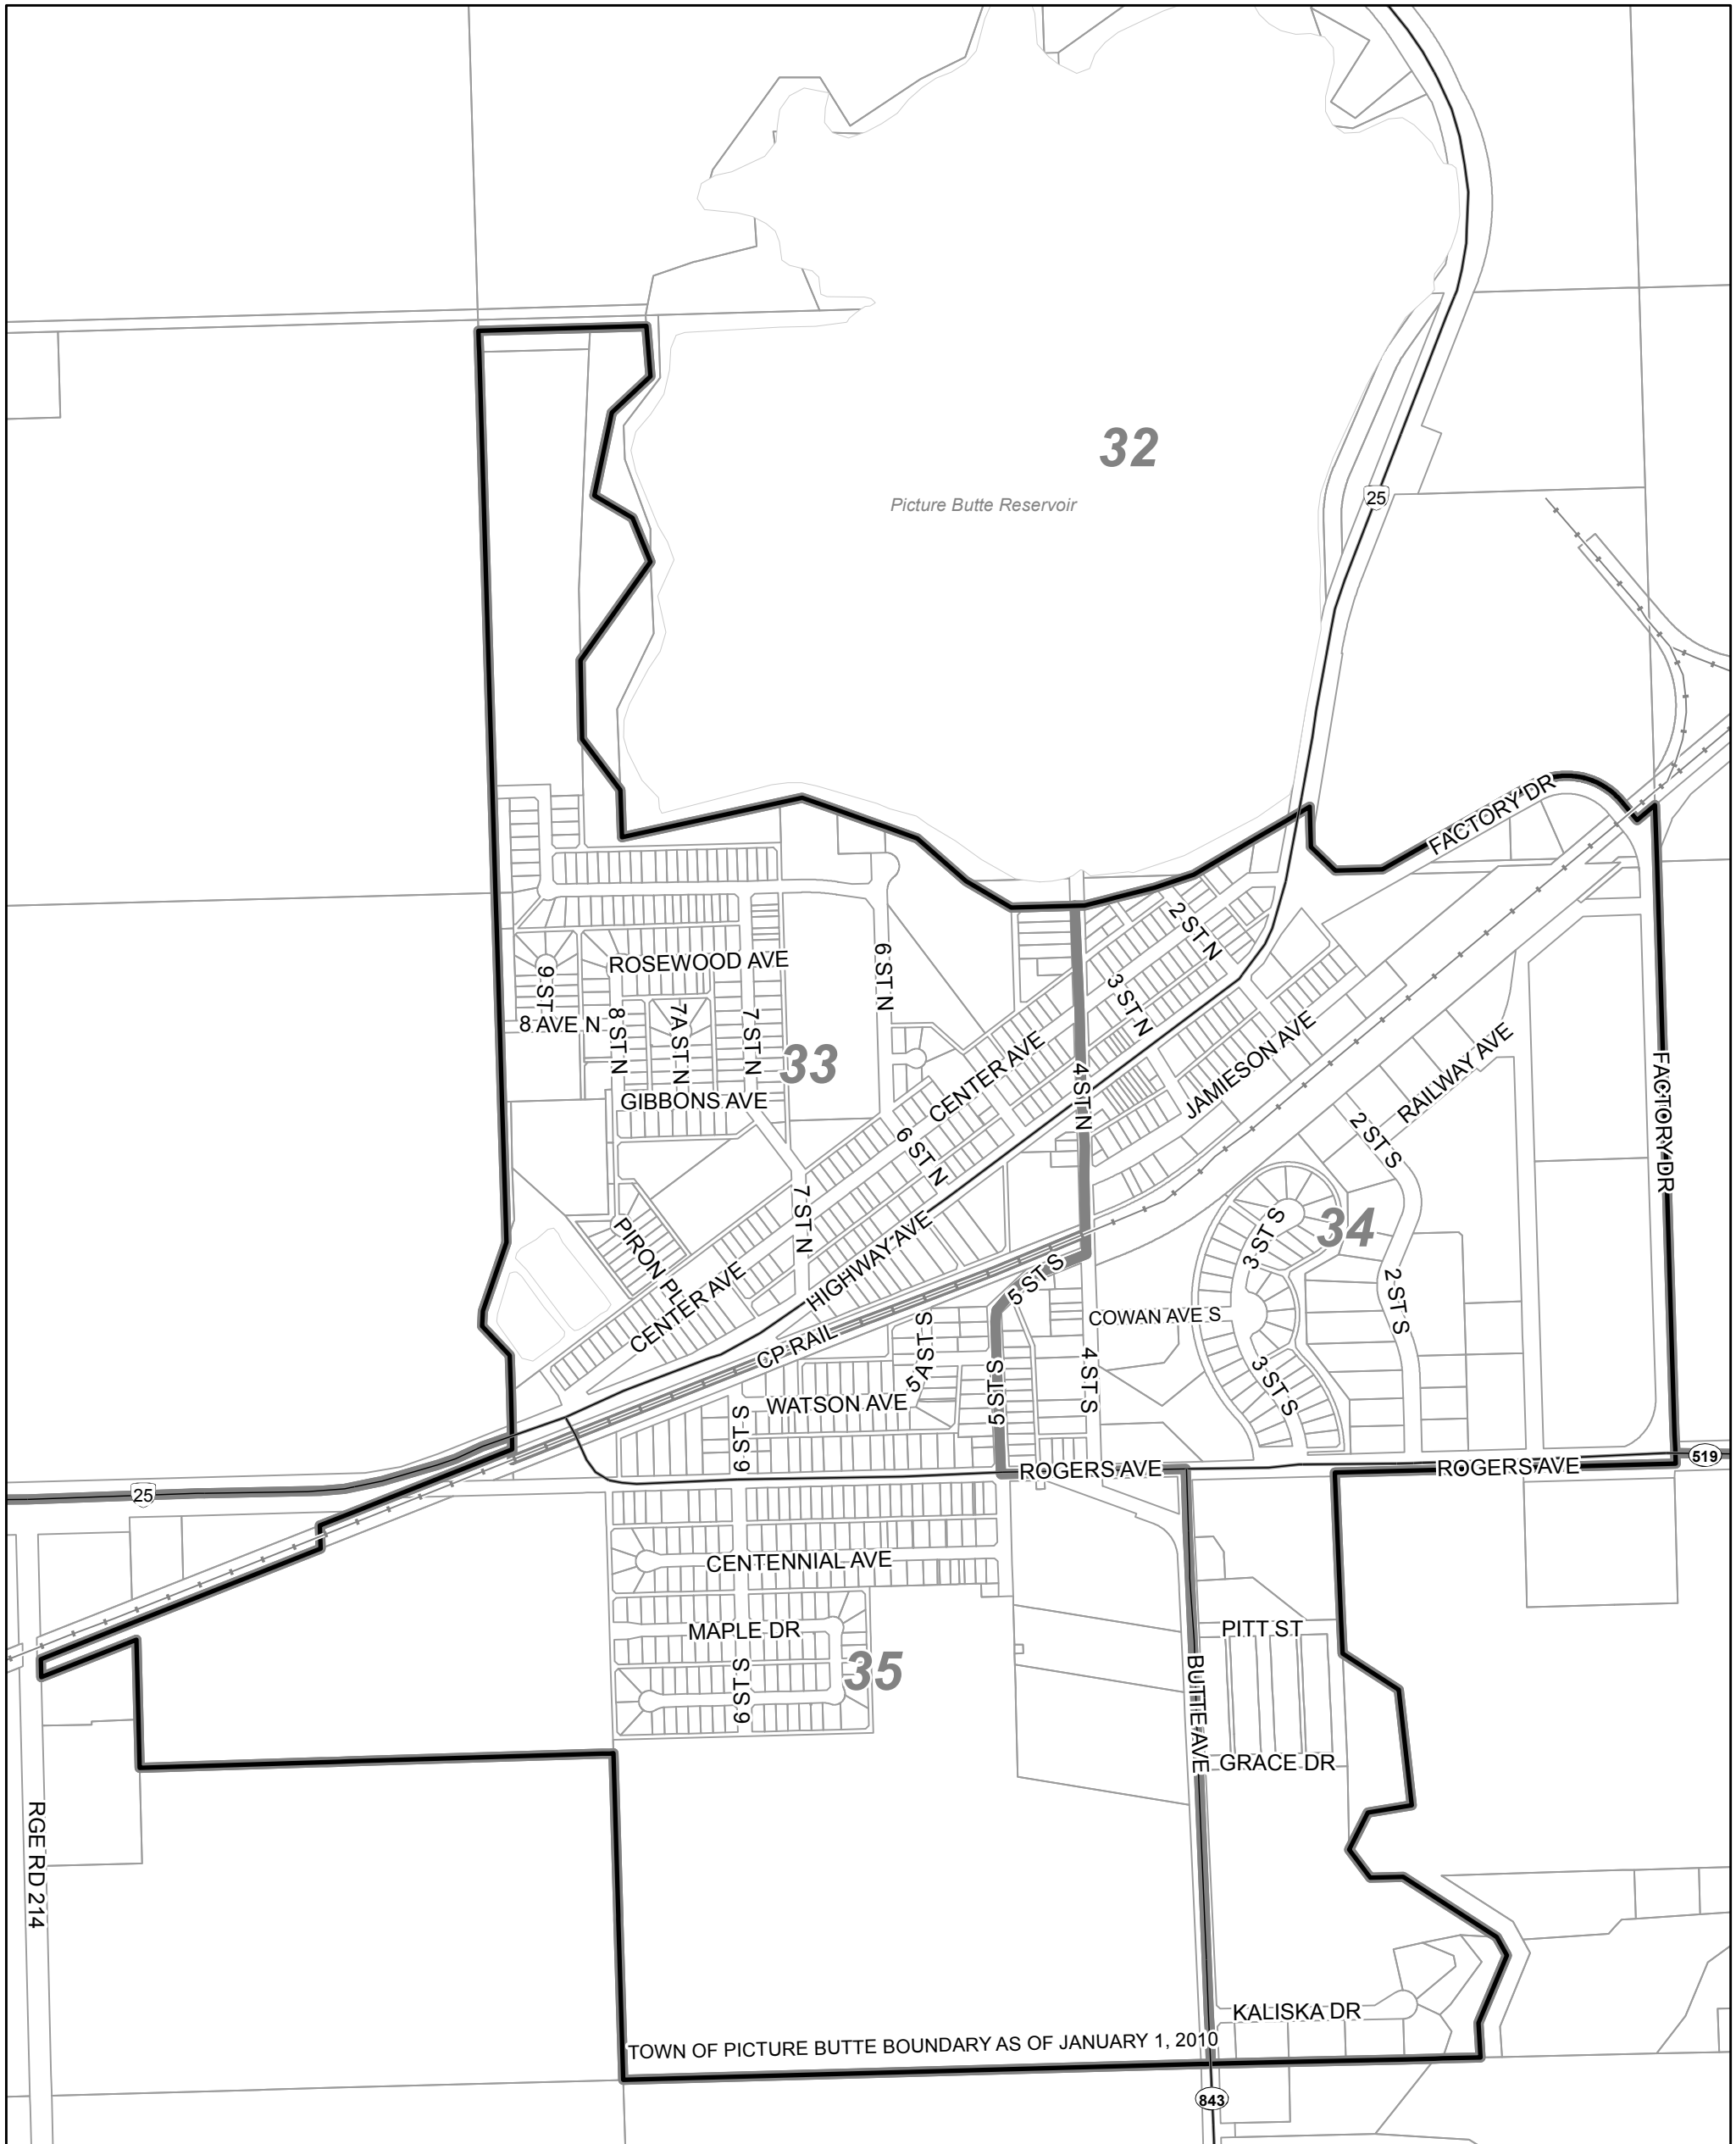 32
Picture Butte Reservoir
25
FACTORY DR
2 ST N
6 ST N
ROSEWOOD AVE
9 ST
3 ST N
8 AVE N
8 ST N
7A ST N
7 ST N
33
CENTER AVE
4 ST N
JAMIESON AVE
RAILWAY AVE
FACTORY DR
GIBBONS AVE
6 ST N
2 ST S
7 ST N
PIRON PL
HIGHWAY AVE
3 ST S
34
CENTER AVE
5 ST S
2 ST S
COWAN AVE S
CP RAIL
5A ST S
5 ST S
4 ST S
3 ST S
WATSON AVE
6 ST S
ROGERS AVE
ROGERS AVE
519
25
CENTENNIAL AVE
MAPLE DR
PITT ST
35
6 ST S
BUTTE AVE
GRACE DR
RGE RD 214
KALISKA DR
TOWN OF PICTURE BUTTE BOUNDARY AS OF JANUARY 1, 2010
843